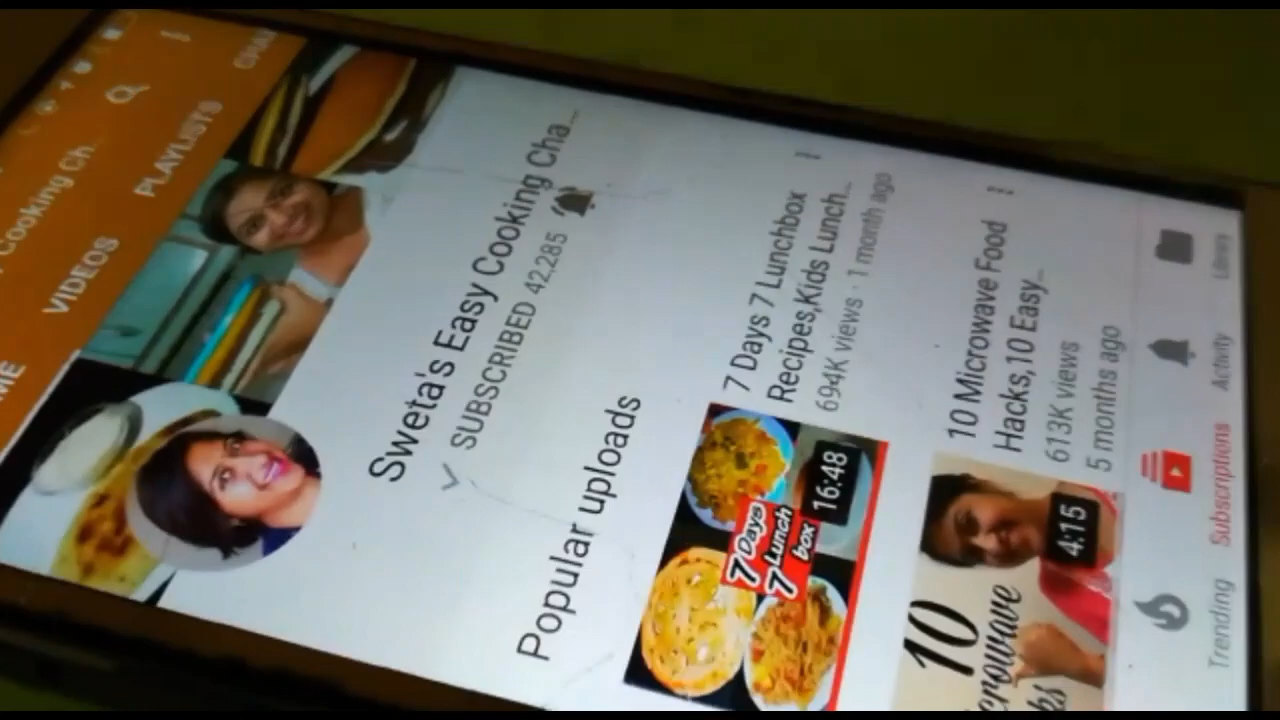 Cooking Ch..
VIDEOS
PLAYLISTS
Sweta's Easy Cooking Cha...
SUBSCRIBED 42,285
Popular uploads
7 Days
7 Lunch
box
16:48
7 Days 7 Lunchbox
Recipes,Kids Lunch...
694K views · 1 month ago
10
4:15
10 Microwave Food
Hacks,10 Easy...
613K views
5 months ago
Trending
Subscriptions
Activity
Library